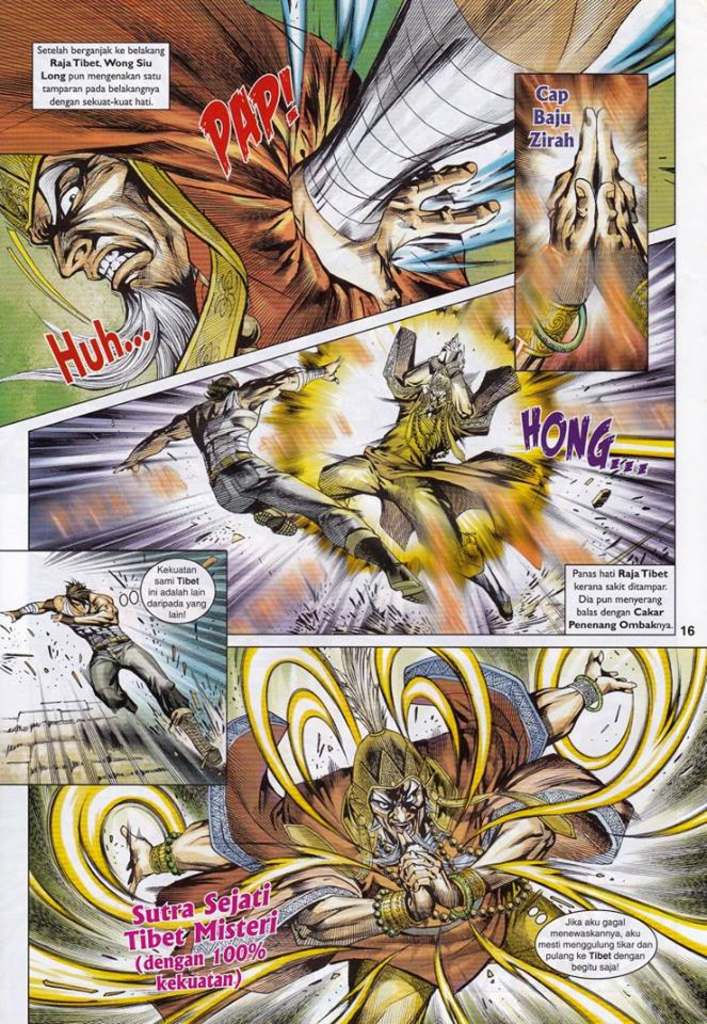 Setelah berganjak ke belakang
Raja Tibet, Wong Siu
Long pun mengenakan satu
tamparan pada belakangnya
dengan sekuat-kuat hati.
PAP!
Cap
Baju
Zirah
Huh...
HONG...
Panas hati Raja Tibet
kerana sakit ditampar.
Dia pun menyerang
balas dengan Cakar
Penenang Ombaknya.
16
Kekuatan
sami Tibet
ini adalah lain
daripada yang
lain!
Sutra Sejati
Tibet Misteri
(dengan 100%
kekuatan)
Jika aku gagal
menewaskannya, aku
mesti menggulung tikar dan
pulang ke Tibet dengan
begitu saja!